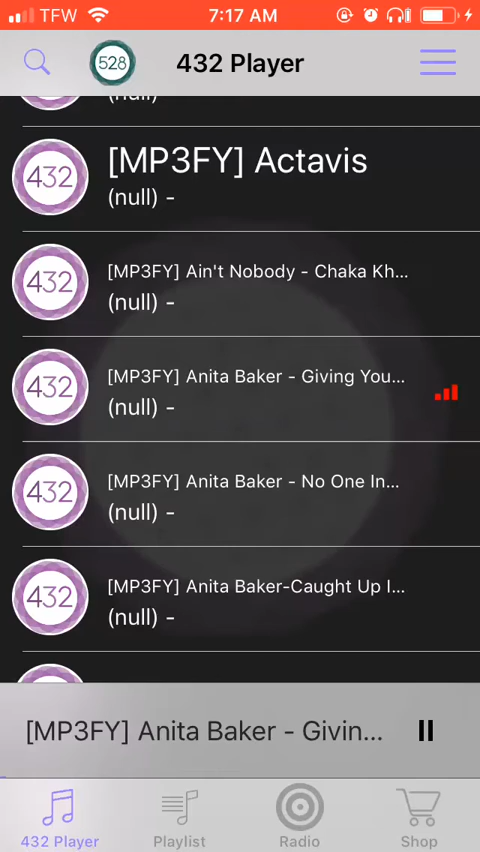 TFW 7:17 AM
528 432 Player
(null) -
432 [MP3FY] Actavis
(null) -
432 [MP3FY] Ain't Nobody - Chaka Kh...
(null) -
432 [MP3FY] Anita Baker - Giving You...
(null) -
432 [MP3FY] Anita Baker - No One In...
(null) -
432 [MP3FY] Anita Baker-Caught Up I...
(null) -
[MP3FY] Anita Baker - Givin...
432 Player Playlist Radio Shop